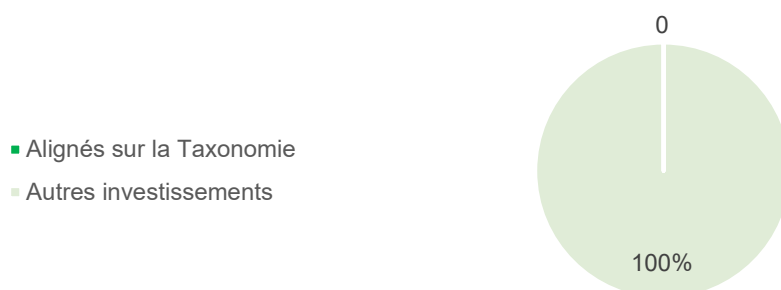 0
Alignés sur la Taxonomie
Autres investissements
100%